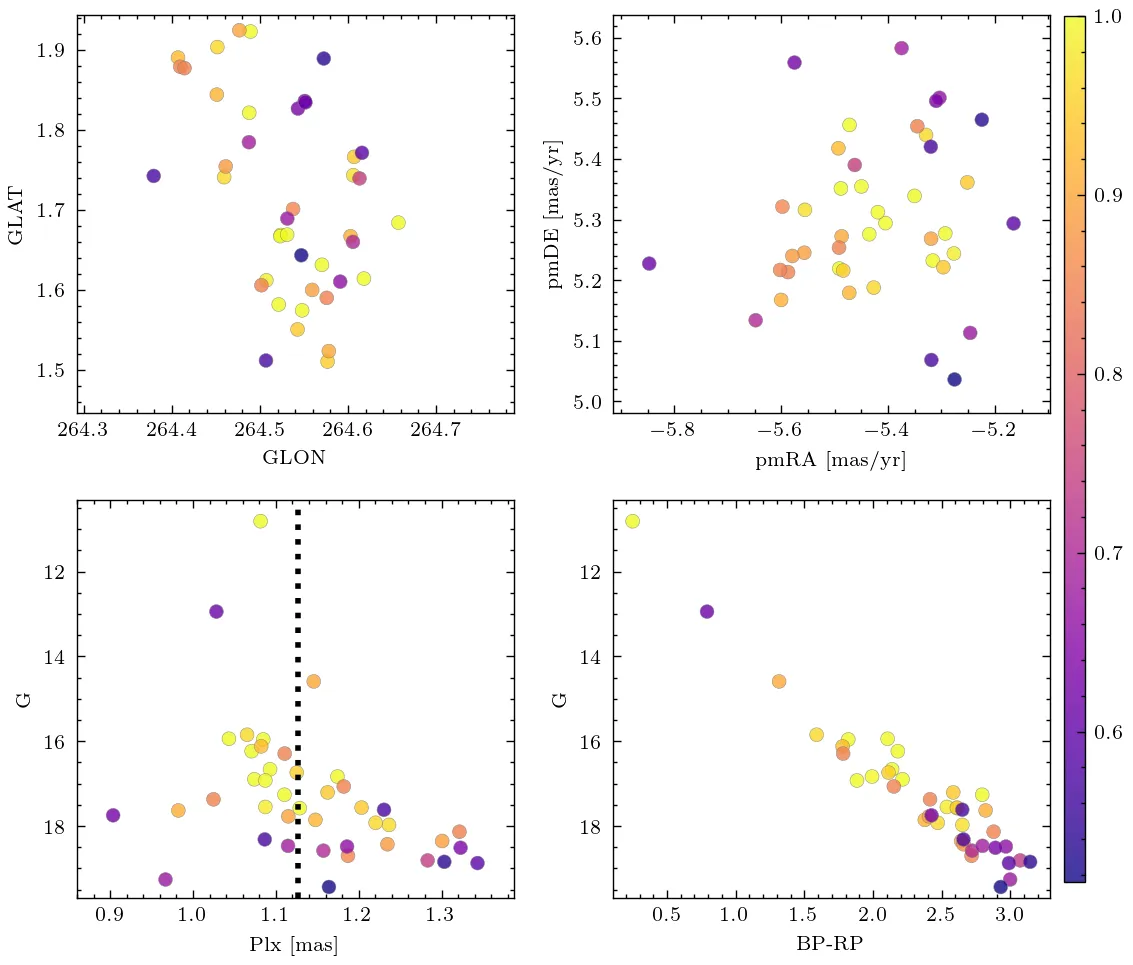 1.9
1.8
1.7
1.6
1.5
GLAT
264.3 264.4 264.5 264.6 264.7
GLON
5.6
5.5
5.4
5.3
5.2
5.1
5.0
pmDE [mas/yr]
−5.8 −5.6 −5.4 −5.2
pmRA [mas/yr]
12
14
16
18
G
0.9 1.0 1.1 1.2 1.3
Plx [mas]
12
14
16
18
G
0.5 1.0 1.5 2.0 2.5 3.0
BP-RP
1.0
0.9
0.8
0.7
0.6